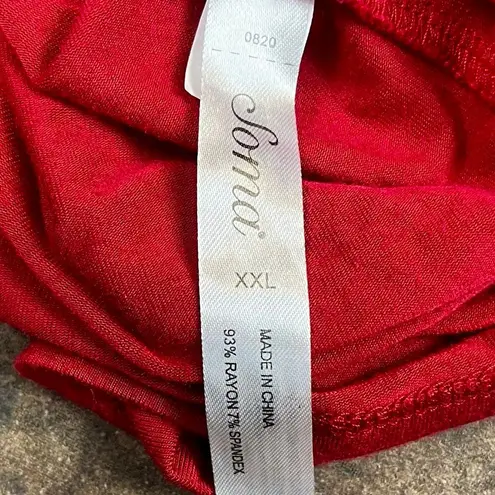 0820
Soma®
XXL
MADE IN CHINA
93% RAYON 7% SPANDEX